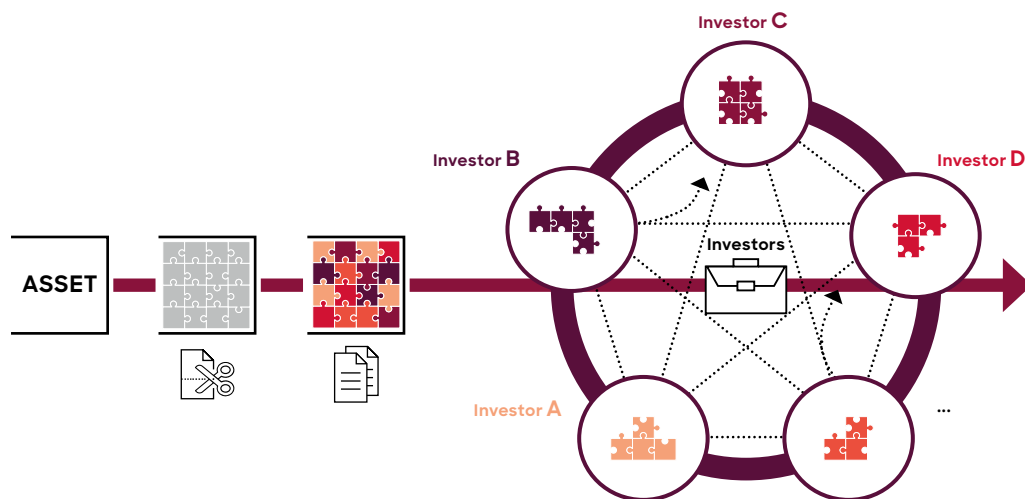 Investor C
Investor B
Investor D
Investors
ASSET
Investor A
...